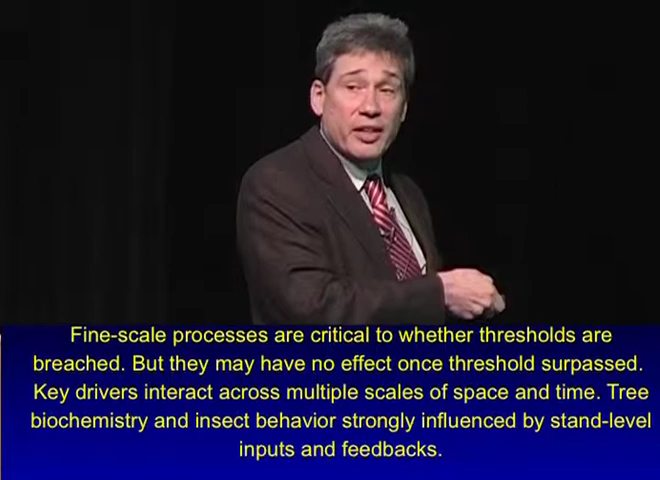 Fine-scale processes are critical to whether thresholds are
breached. But they may have no effect once threshold surpassed.
Key drivers interact across multiple scales of space and time. Tree
biochemistry and insect behavior strongly influenced by stand-level
inputs and feedbacks.